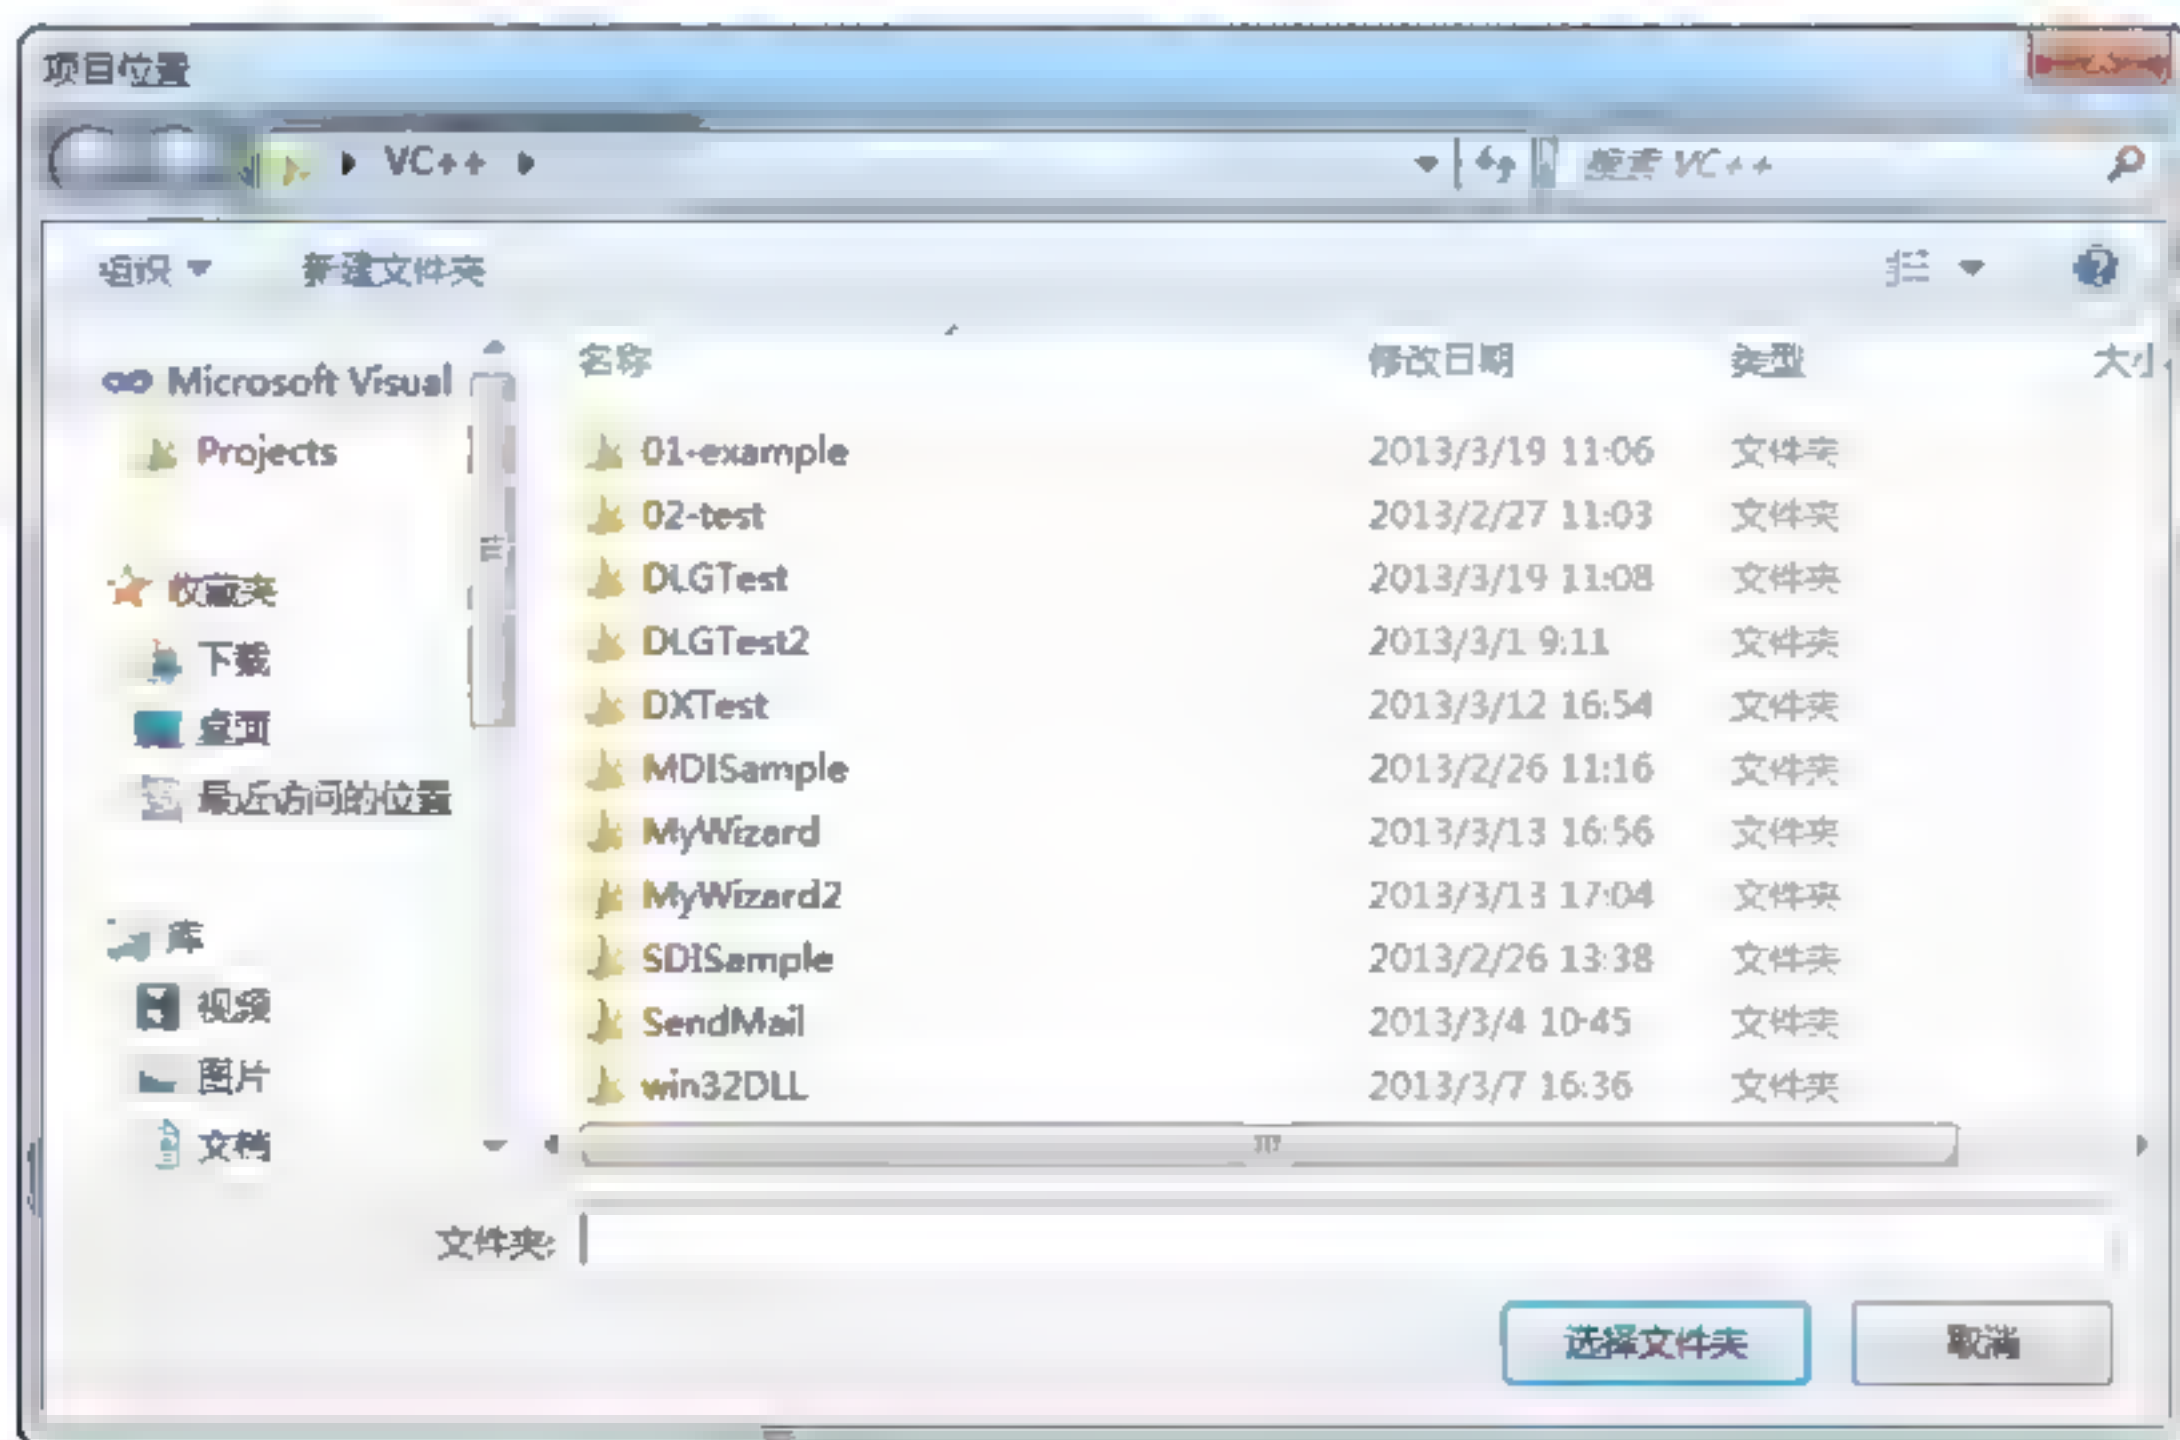 项目位置
VC++
搜索 VC++
组织
新建文件夹
Microsoft Visual
Projects
收藏夹
下载
桌面
最近访问的位置
库
视频
图片
文档
名称 修改日期 类型 大小
01-example 2013/3/19 11:06 文件夹
02-test 2013/2/27 11:03 文件夹
DLGTest 2013/3/19 11:08 文件夹
DLGTest2 2013/3/1 9:11 文件夹
DXTest 2013/3/12 16:54 文件夹
MDISample 2013/2/26 11:16 文件夹
MyWizard 2013/3/13 16:56 文件夹
MyWizard2 2013/3/13 17:04 文件夹
SDISample 2013/2/26 13:38 文件夹
SendMail 2013/3/4 10:45 文件夹
win32DLL 2013/3/7 16:36 文件夹
文件夹:
选择文件夹
取消